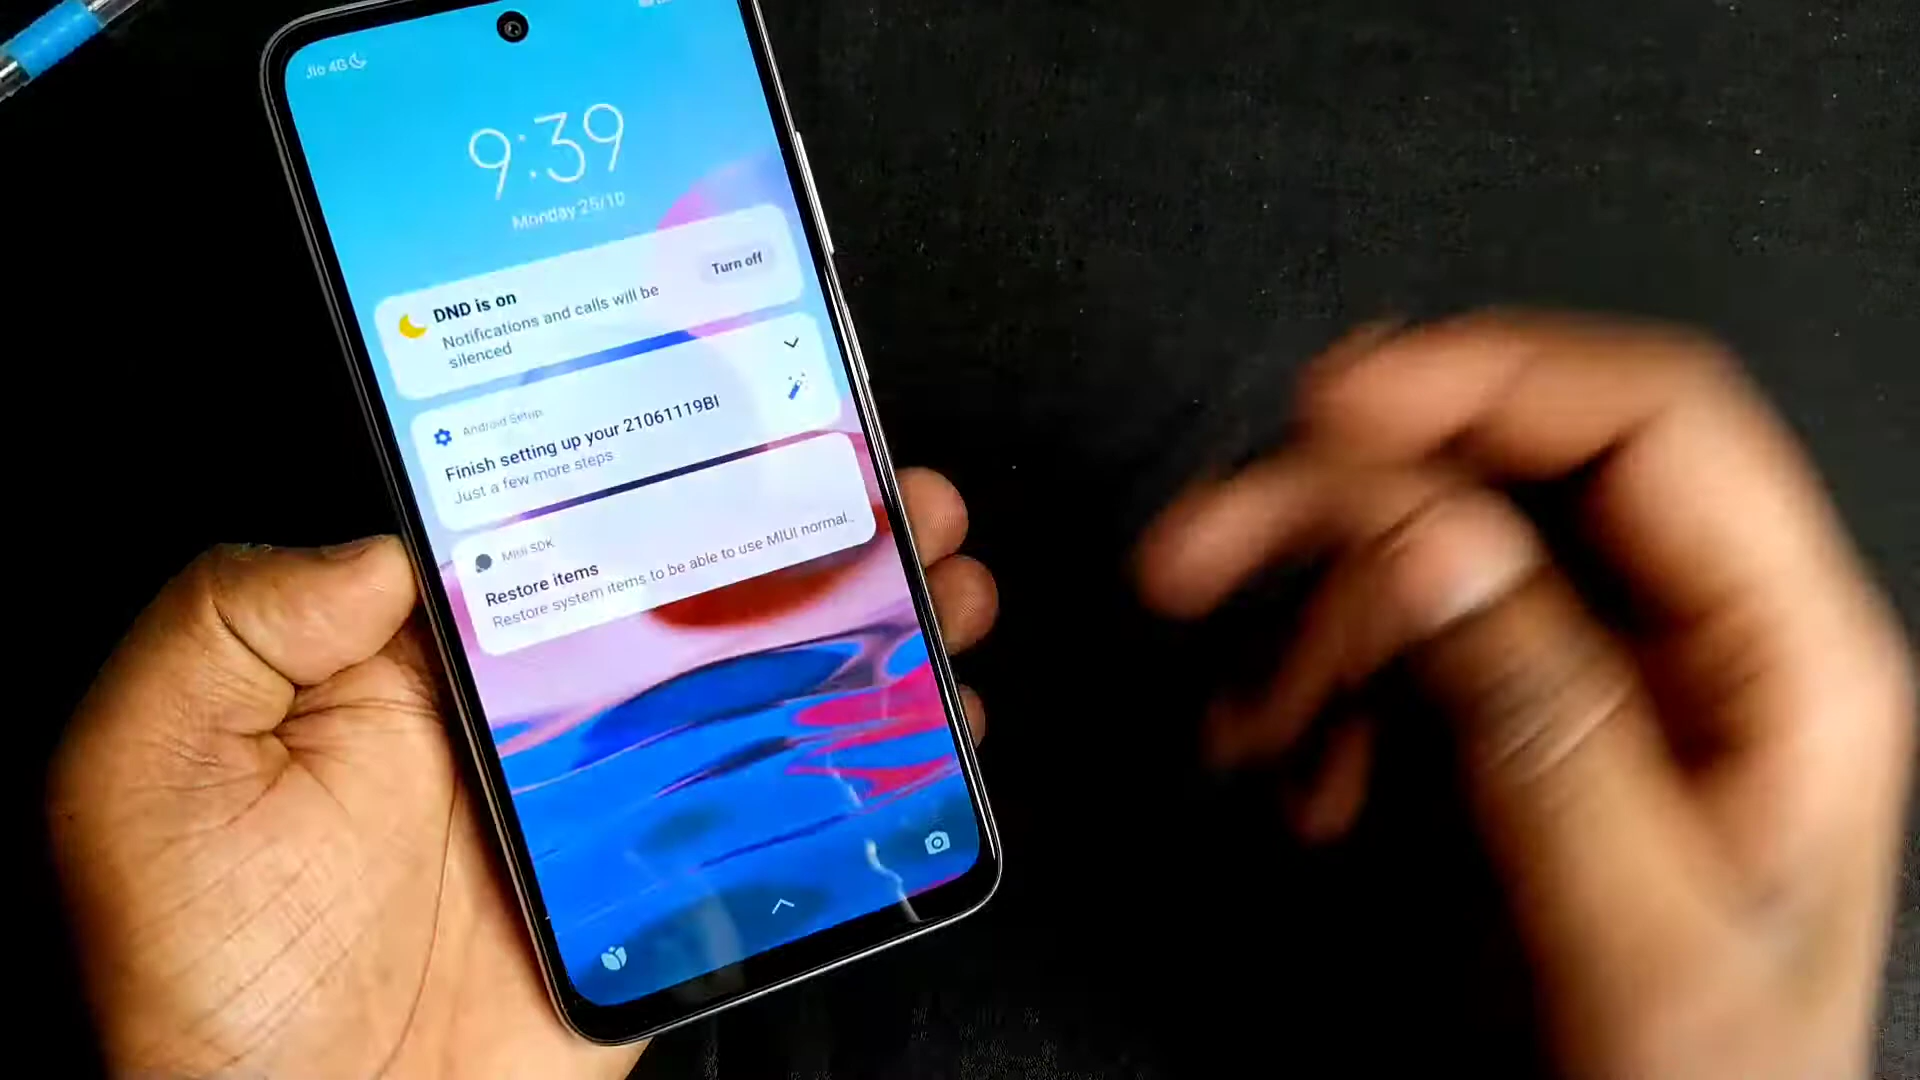 Jio 4G
9:39
Monday 25/10
DND is on
Turn off
Notifications and calls will be
silenced
Android Setup
Finish setting up your 21061119BI
Just a few more steps
MIUI SDK
Restore items
Restore system items to be able to use MIUI normal..